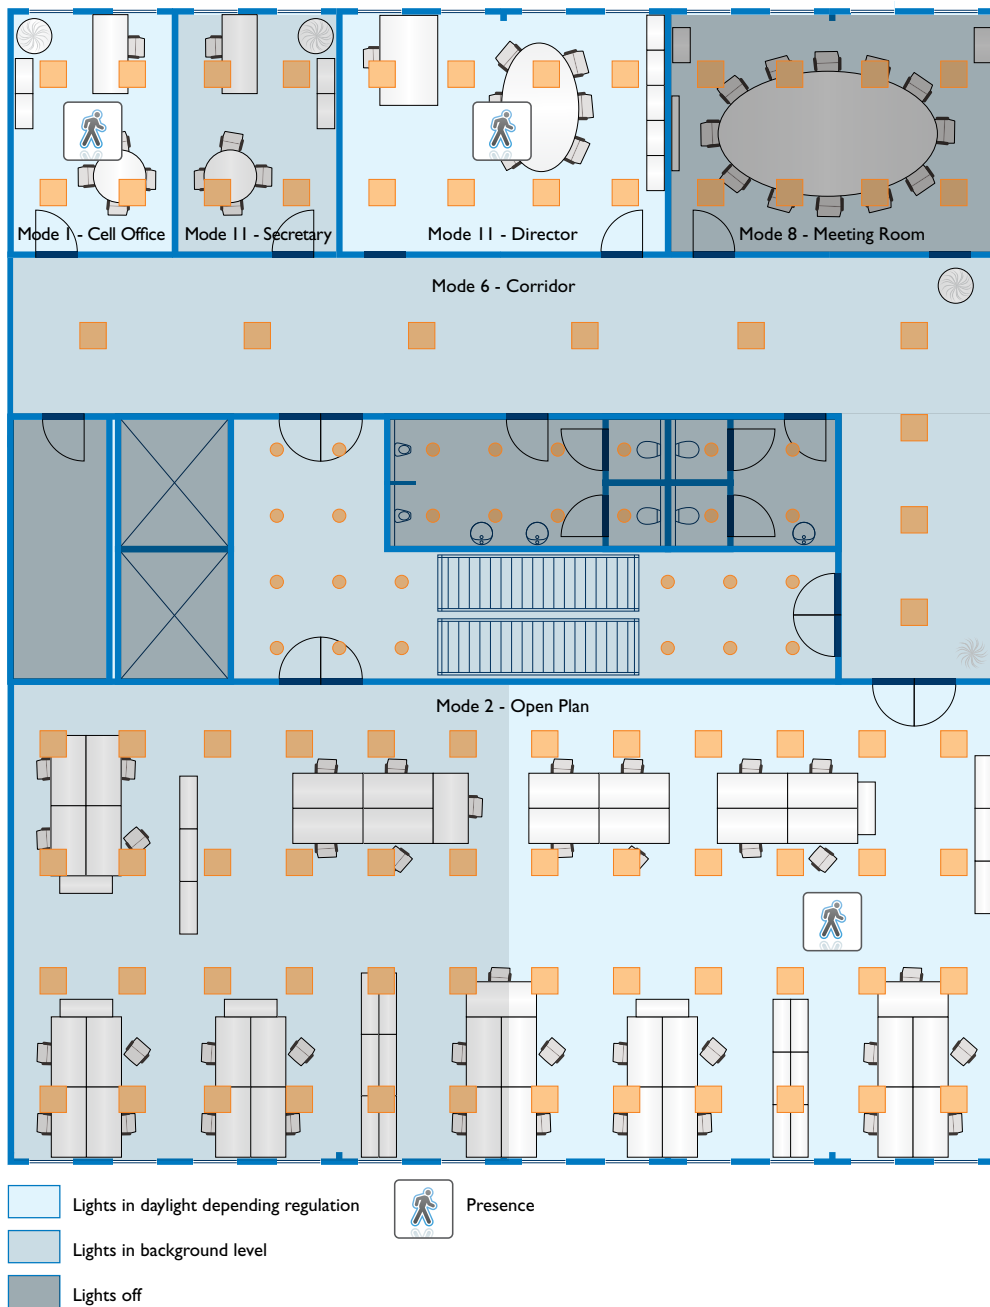 Mode 1 - Cell Office
Mode 11 - Secretary
Mode 11 - Director
Mode 8 - Meeting Room
Mode 6 - Corridor
Mode 2 - Open Plan
Lights in daylight depending regulation
Presence
Lights in background level
Lights off